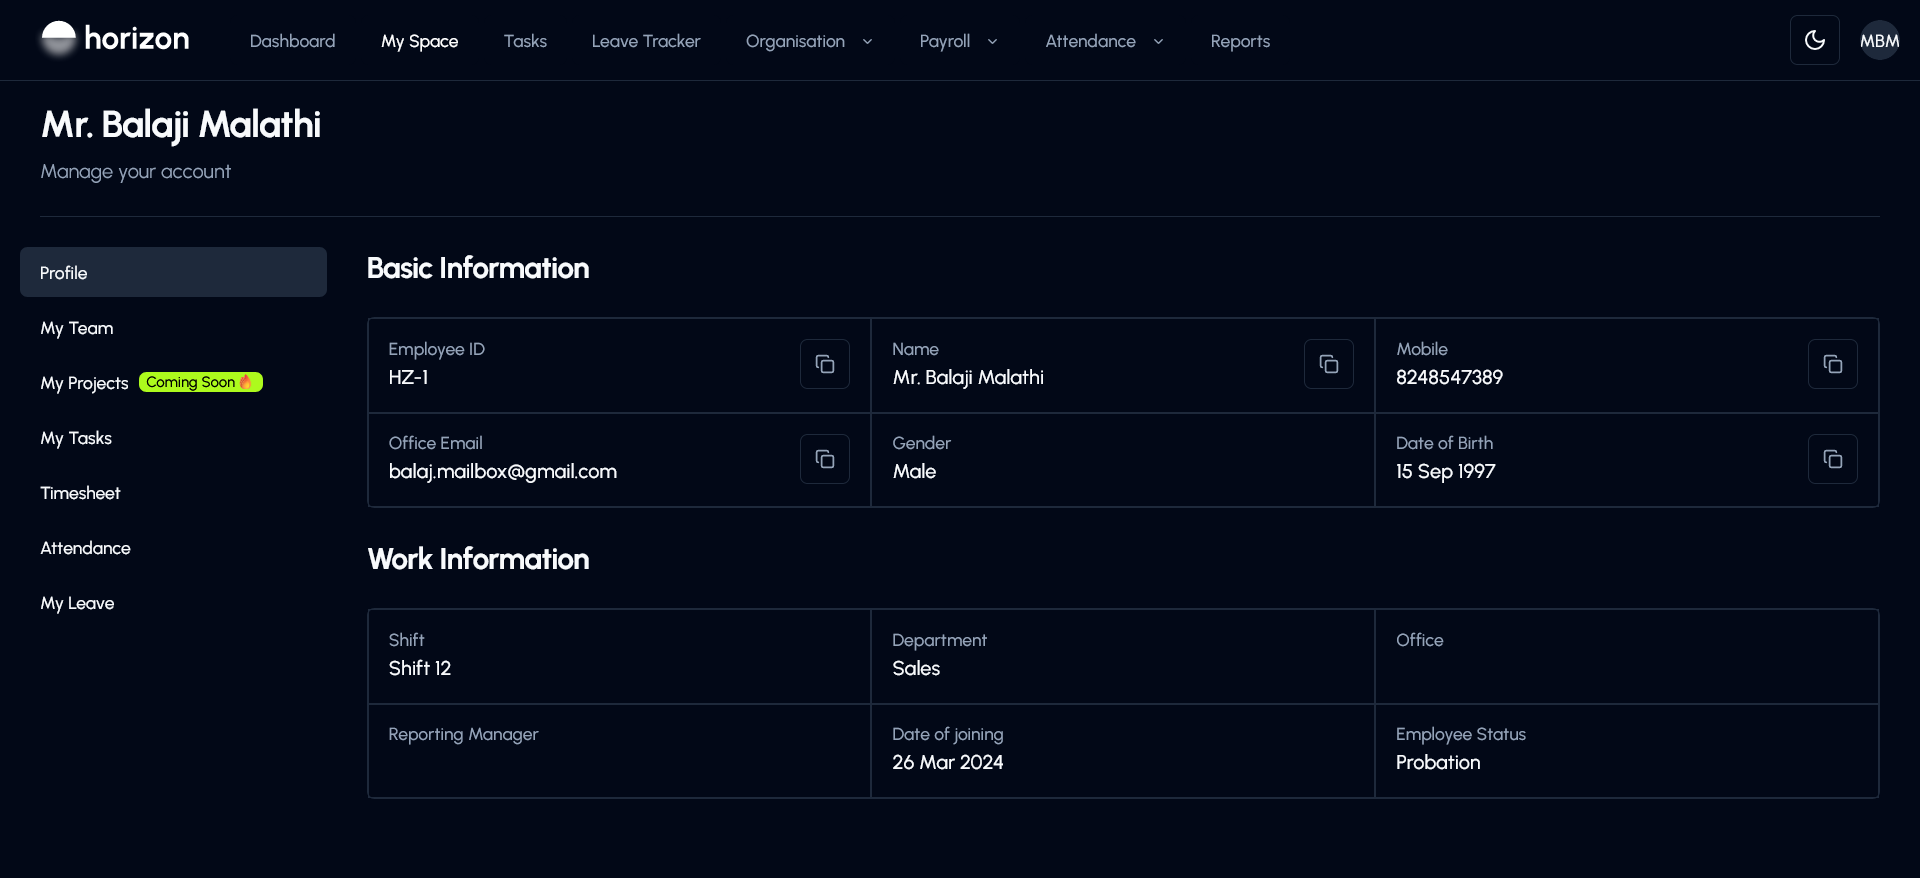 horizon
Dashboard
My Space
Tasks
Leave Tracker
Organisation
Payroll
Attendance
Reports
MBM
Mr. Balaji Malathi
Manage your account
Profile
My Team
My Projects Coming Soon🔥
My Tasks
Timesheet
Attendance
My Leave
Basic Information
Employee ID
HZ-1
Name
Mr. Balaji Malathi
Mobile
8248547389
Office Email
balaj.mailbox@gmail.com
Gender
Male
Date of Birth
15 Sep 1997
Work Information
Shift
Shift 12
Department
Sales
Office
Reporting Manager
Date of joining
26 Mar 2024
Employee Status
Probation